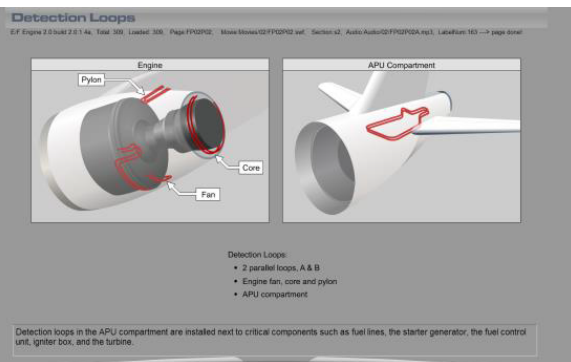 Detection Loops
E/F Engine 2.0 build 2.0.1.4a, Total: 309, Loaded: 309, Page FP02P02, Movie Movies/02/FP02P02.swf, Section s2, Audio Audio/02/FP02P02A.mp3, LabelNum 163 ---> page done!
Engine
APU Compartment
Pylon
Core
Fan
Detection Loops:
• 2 parallel loops, A & B
• Engine fan, core and pylon
• APU compartment
Detection loops in the APU compartment are installed next to critical components such as fuel lines, the starter generator, the fuel control
unit, igniter box, and the turbine.